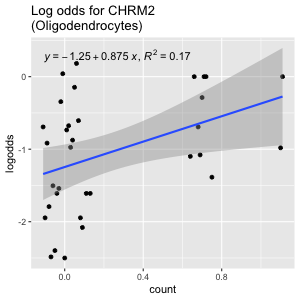 Log odds for CHRM2
(Oligodendrocytes)
y = −1.25 + 0.875 x, R² = 0.17
0
-1
-2
logodds
0.0 0.4 0.8
count